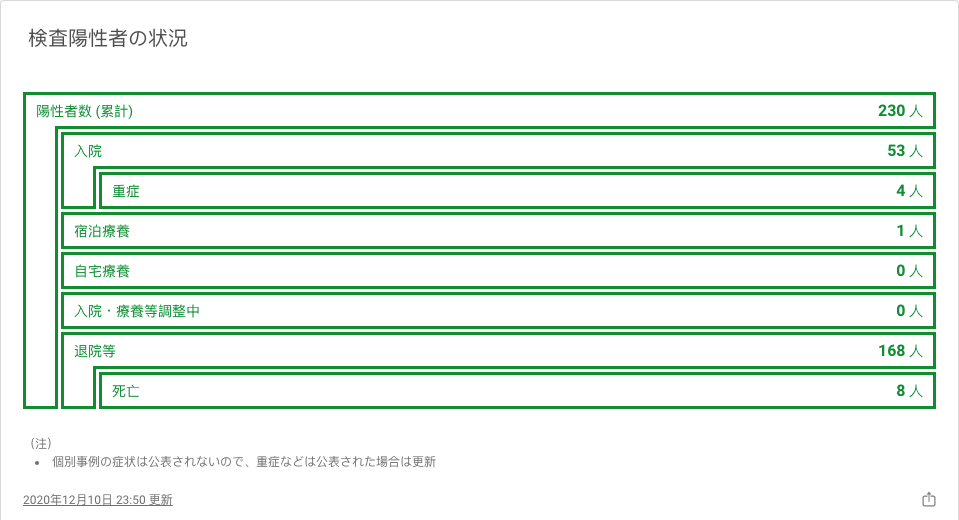 検査陽性者の状況
陽性者数 (累計) 230 人
入院 53 人
重症 4 人
宿泊療養 1 人
自宅療養 0 人
入院・療養等調整中 0 人
退院等 168 人
死亡 8 人
(注)
• 個別事例の症状は公表されないので、重症などは公表された場合は更新
2020年12月10日 23:50 更新